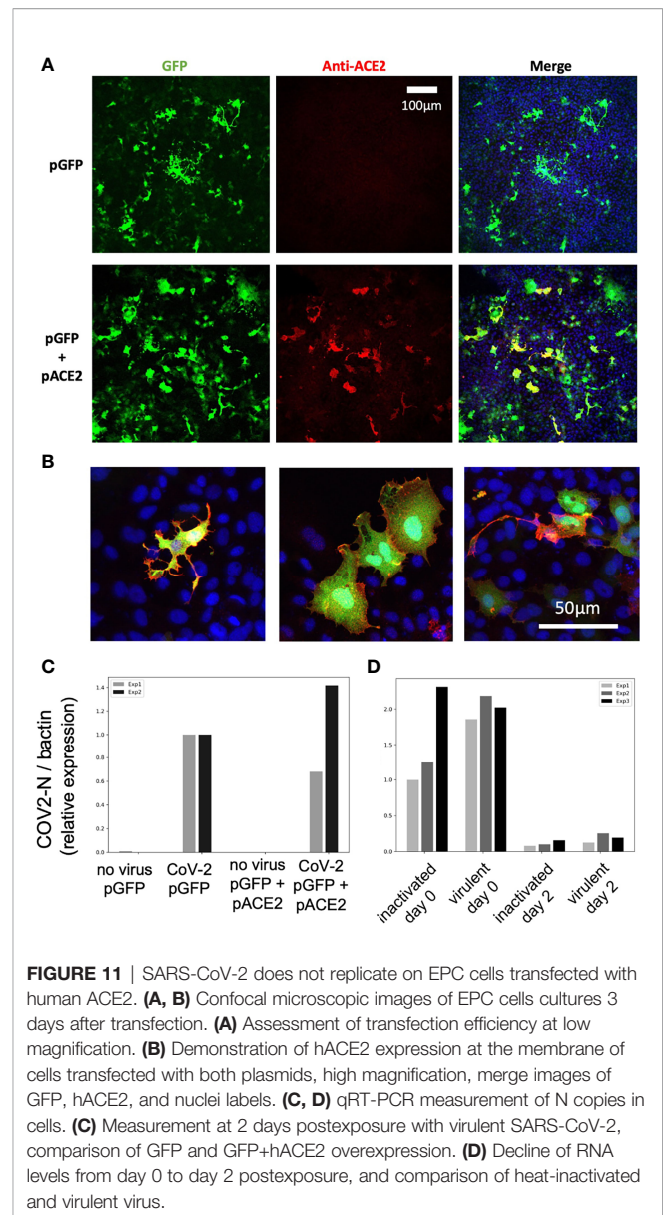 A
GFP
Anti-ACE2
Merge
100µm
pGFP
pGFP
+
pACE2
B
50µm
C
COV2-N / bactin
(relative expression)
1.4
1.2
1.0
0.8
0.6
0.4
0.2
0.0
Exp1
Exp2
no virus
pGFP
CoV-2
pGFP
no virus
pGFP +
pACE2
CoV-2
pGFP +
pACE2
D
2.0
1.5
1.0
0.5
0.0
Exp1
Exp2
Exp3
inactivated
day 0
virulent
day 0
inactivated
day 2
virulent
day 2
FIGURE 11 | SARS-CoV-2 does not replicate on EPC cells transfected with
human ACE2. (A, B) Confocal microscopic images of EPC cells cultures 3
days after transfection. (A) Assessment of transfection efficiency at low
magnification. (B) Demonstration of hACE2 expression at the membrane of
cells transfected with both plasmids, high magnification, merge images of
GFP, hACE2, and nuclei labels. (C, D) qRT-PCR measurement of N copies in
cells. (C) Measurement at 2 days postexposure with virulent SARS-CoV-2,
comparison of GFP and GFP+hACE2 overexpression. (D) Decline of RNA
levels from day 0 to day 2 postexposure, and comparison of heat-inactivated
and virulent virus.